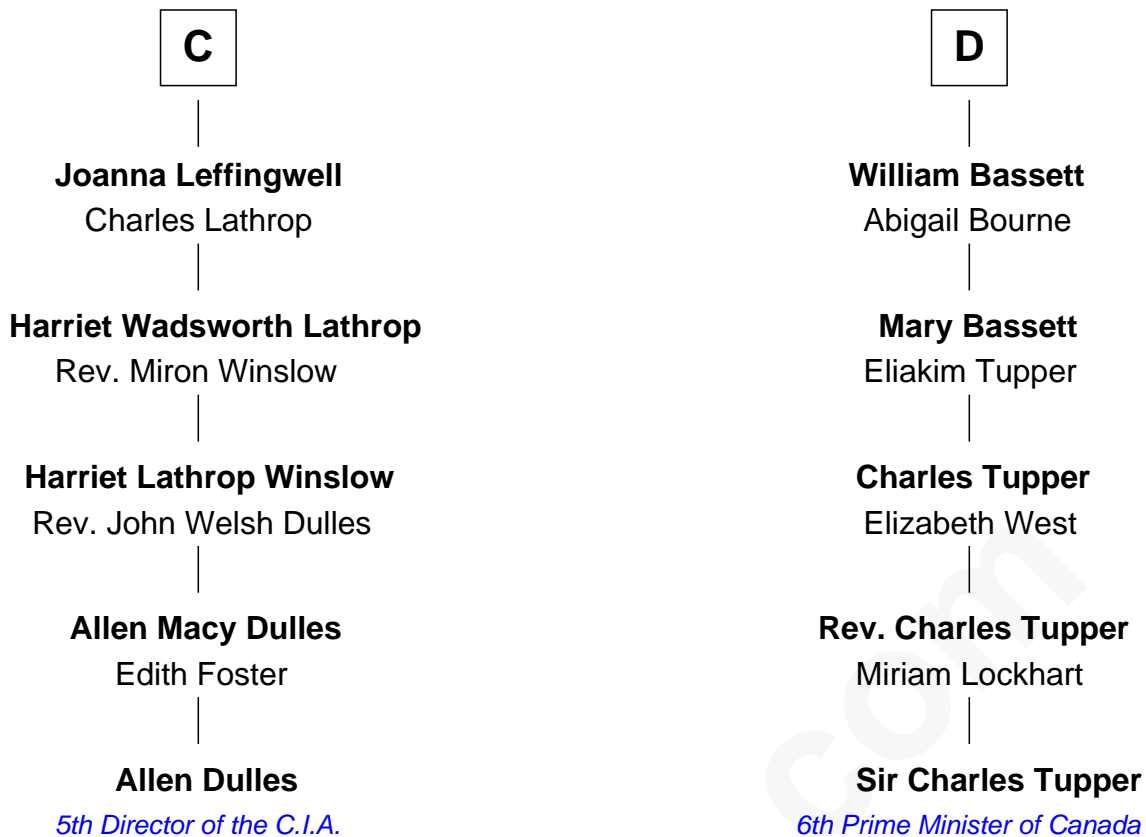 C
Joanna Leffingwell
Charles Lathrop
Harriet Wadsworth Lathrop
Rev. Miron Winslow
Harriet Lathrop Winslow
Rev. John Welsh Dulles
Allen Macy Dulles
Edith Foster
Allen Dulles
5th Director of the C.I.A.
D
William Bassett
Abigail Bourne
Mary Bassett
Eliakim Tupper
Charles Tupper
Elizabeth West
Rev. Charles Tupper
Miriam Lockhart
Sir Charles Tupper
6th Prime Minister of Canada
com